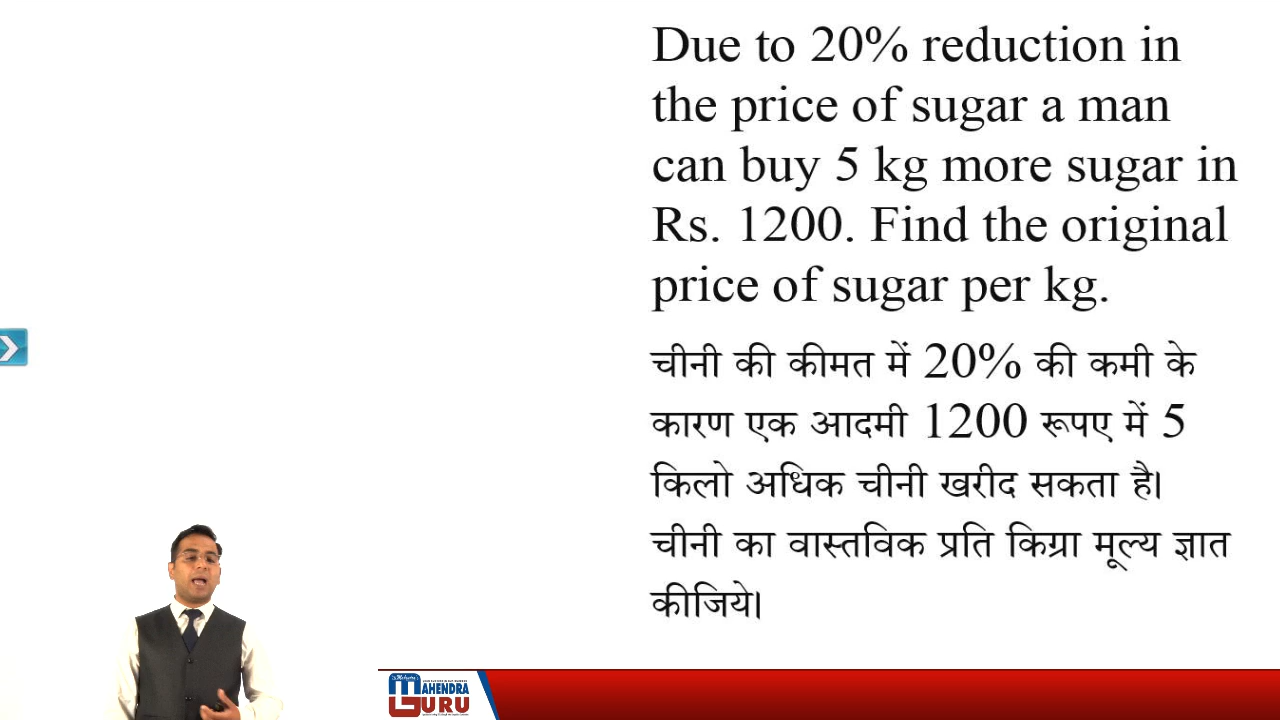 Due to 20% reduction in
the price of sugar a man
can buy 5 kg more sugar in
Rs. 1200. Find the original
price of sugar per kg.
चीनी की कीमत में 20% की कमी के
कारण एक आदमी 1200 रूपए में 5
किलो अधिक चीनी खरीद सकता है।
चीनी का वास्तविक प्रति किग्रा मूल्य ज्ञात
कीजिये।
MAHENDRA
GURU